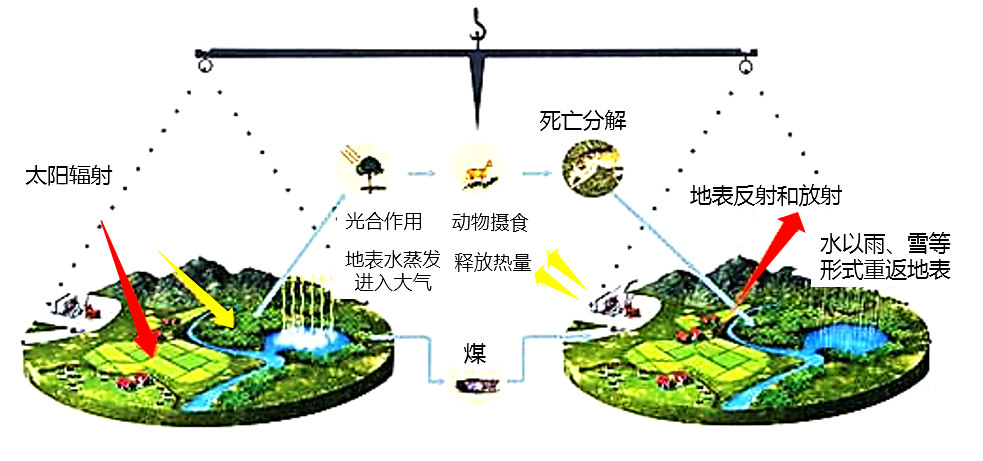 死亡分解
太阳辐射
地表反射和放射
光合作用
动物摄食
水以雨、雪等
形式重返地表
地表水蒸发
进入大气
释放热量
煤